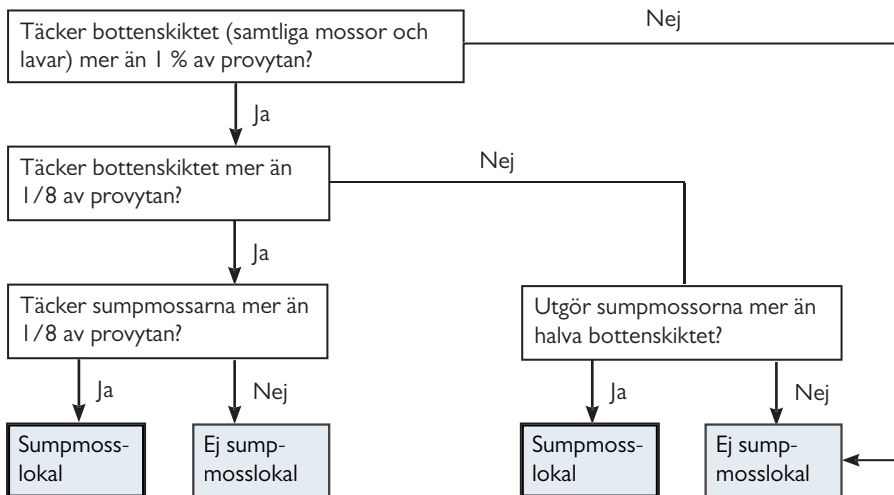 Täcker bottenskiktet (samtliga mossor och
lavar) mer än 1 % av provytan?
Nej
Ja
Täcker bottenskiktet mer än
1/8 av provytan?
Nej
Ja
Täcker sumpmossarna mer än
1/8 av provytan?
Utgör sumpmossorna mer än
halva bottenskiktet?
Ja
Nej
Ja
Nej
Sumpmoss-
lokal
Ej sump-
mosslokal
Sumpmoss-
lokal
Ej sump-
mosslokal